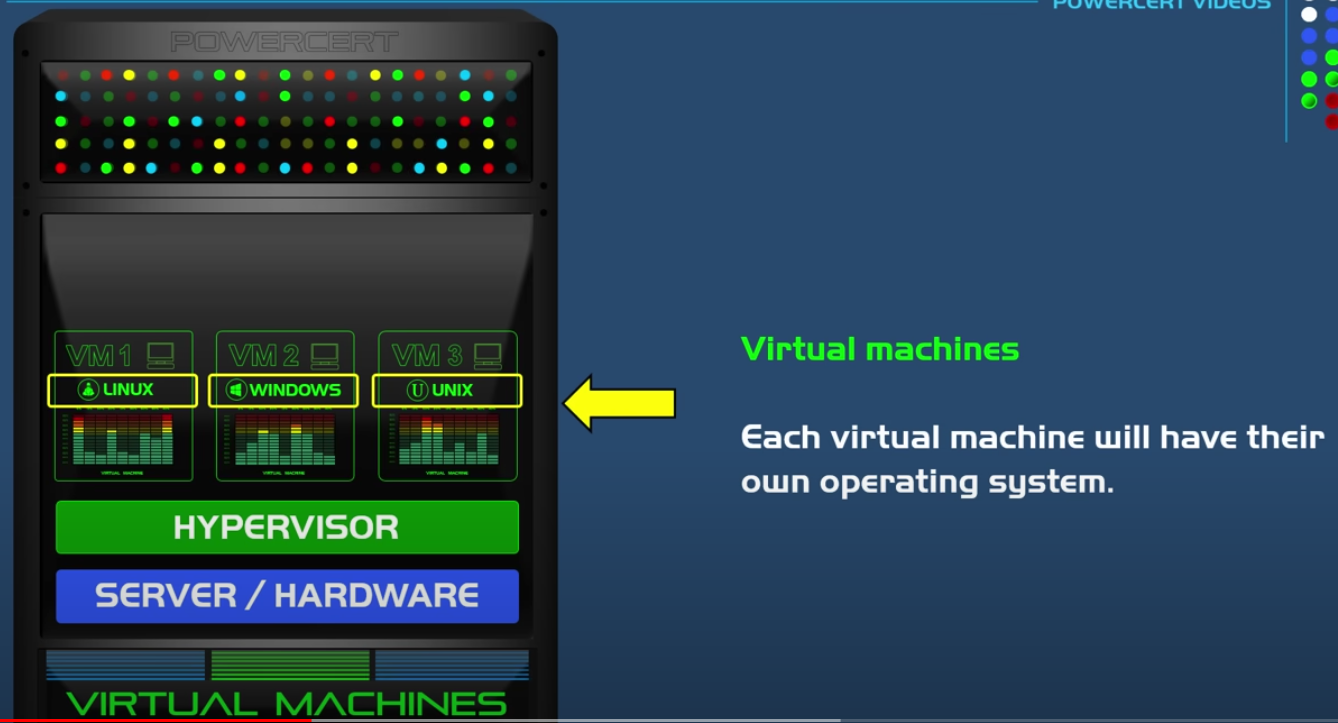 POWERCERT VIDEOS
POWERCERT
VM 1
VM 2
VM 3
LINUX
WINDOWS
U UNIX
VIRTUAL MACHINE
VIRTUAL MACHINE
VIRTUAL MACHINE
HYPERVISOR
SERVER / HARDWARE
VIRTUAL MACHINES
Virtual machines
Each virtual machine will have their
own operating system.